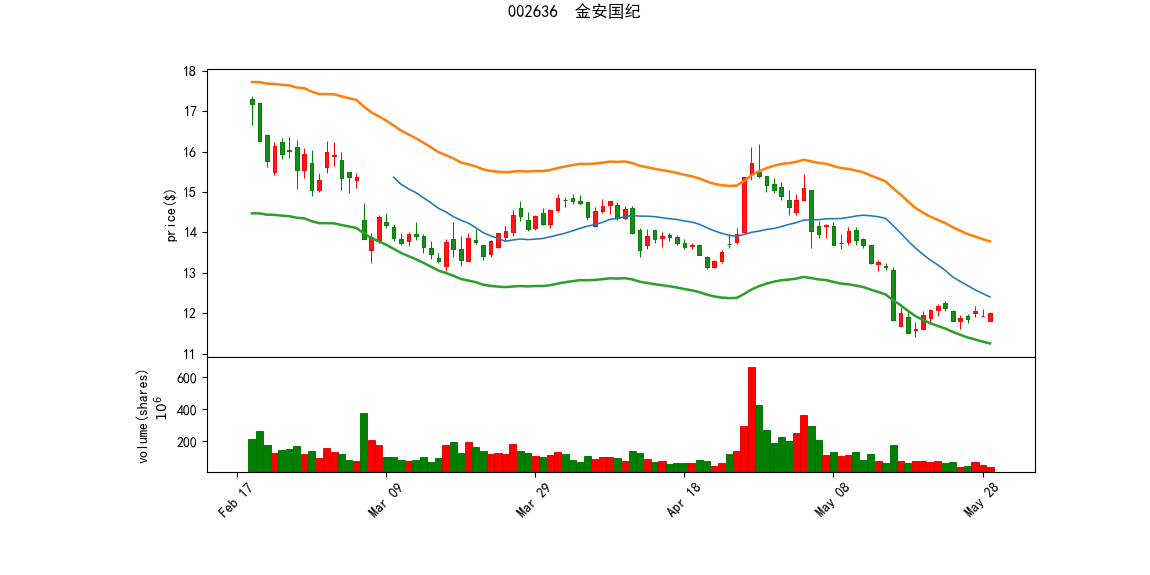 002636 金安国纪
18
17
16
15
14
13
12
11
price($)
600
400
200
volume(shares)
10^6
Feb 17
Mar 09
Mar 29
Apr 18
May 08
May 28